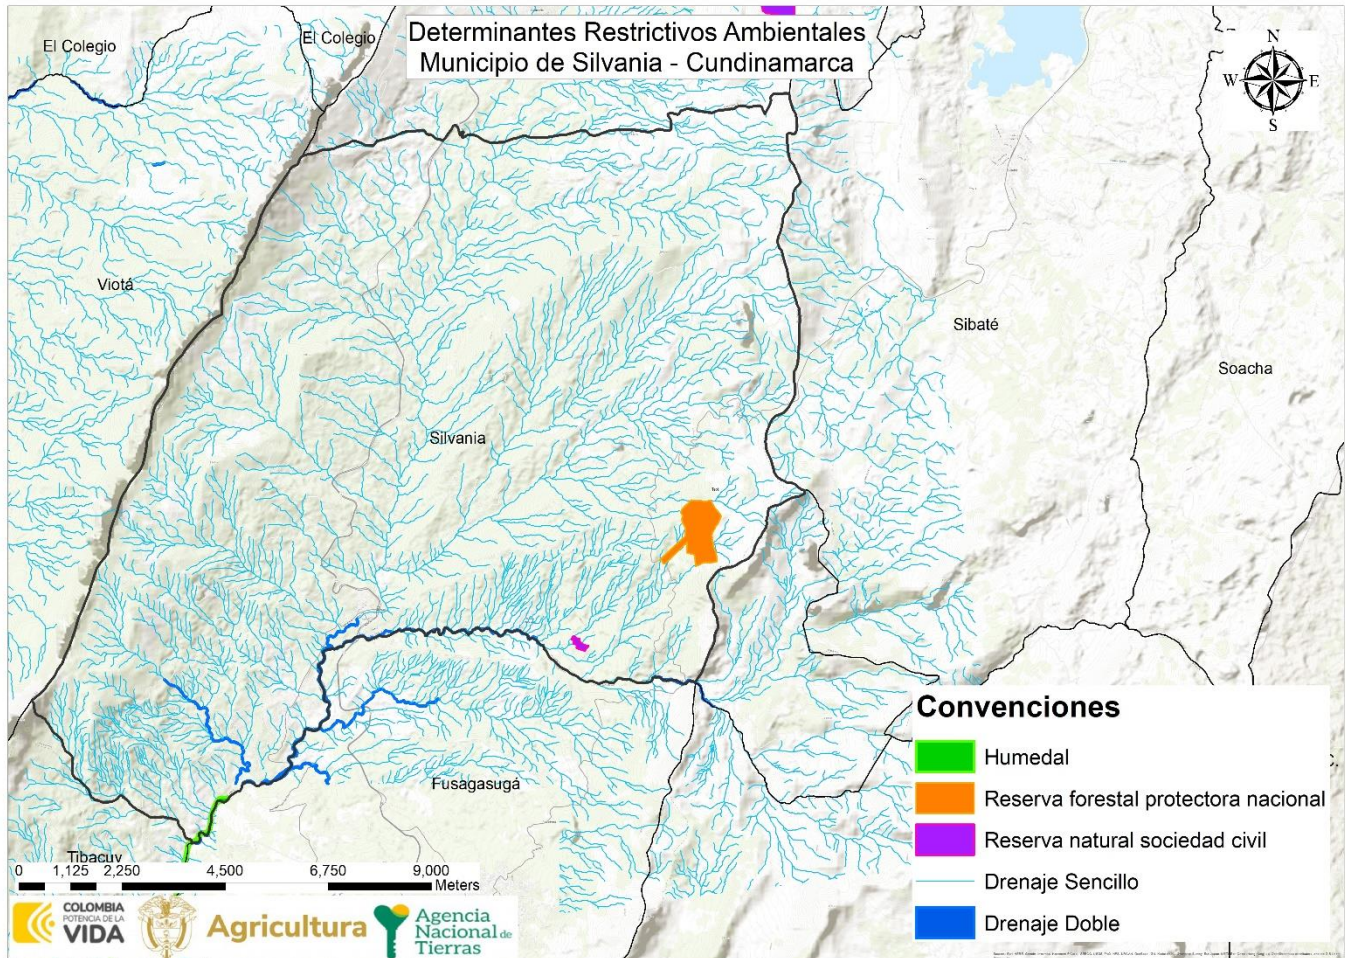 Determinantes Restrictivos Ambientales
Municipio de Silvania - Cundinamarca
El Colegio
El Colegio
N
W E
S
Viotá
Sibaté
Soacha
Silvania
Fusagasugá
Tibacuy
Convenciones
Humedal
Reserva forestal protectora nacional
Reserva natural sociedad civil
Drenaje Sencillo
Drenaje Doble
C.
0 1,125 2,250 4,500 6,750 9,000
Meters
COLOMBIA
POTENCIA DE LA
VIDA
Agricultura
Agencia
Nacional de
Tierras